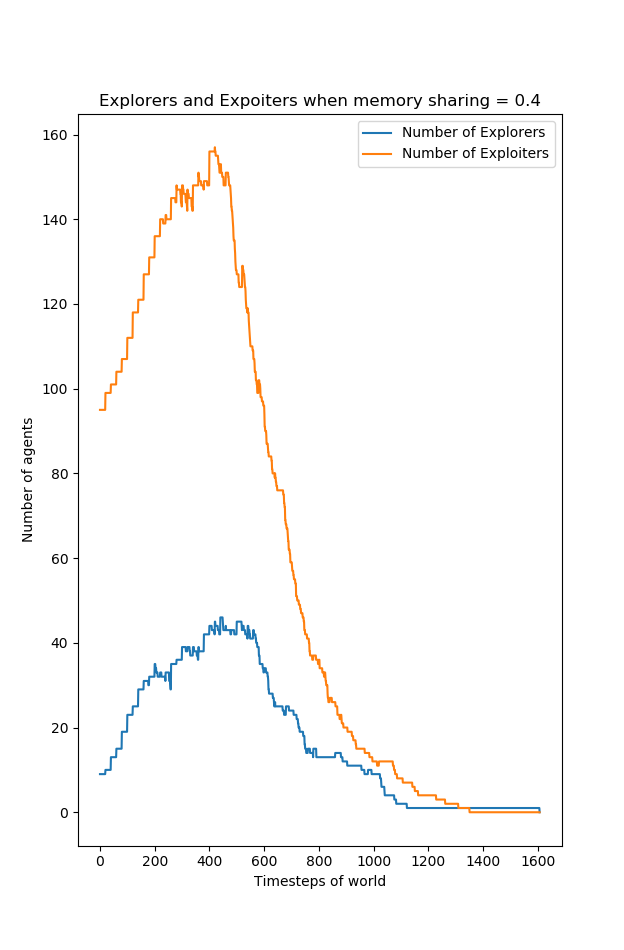 Explorers and Expoiters when memory sharing = 0.4
Number of Explorers
Number of Exploiters
160
140
120
100
80
60
40
20
0
Number of agents
0 200 400 600 800 1000 1200 1400 1600
Timesteps of world